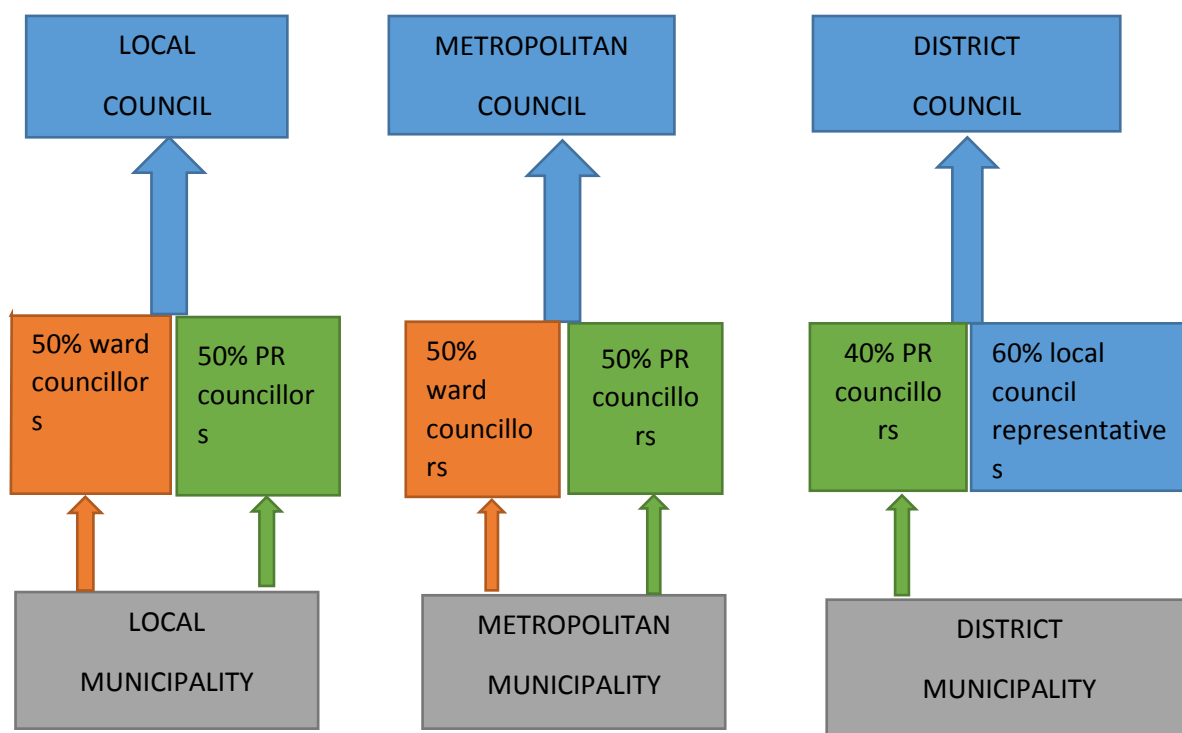 LOCAL
COUNCIL
METROPOLITAN
COUNCIL
DISTRICT
COUNCIL
50% ward
councillor
s
50% PR
councillor
s
50%
ward
councillo
rs
50% PR
councillo
rs
40% PR
councillo
rs
60% local
council
representative
s
LOCAL
MUNICIPALITY
METROPOLITAN
MUNICIPALITY
DISTRICT
MUNICIPALITY